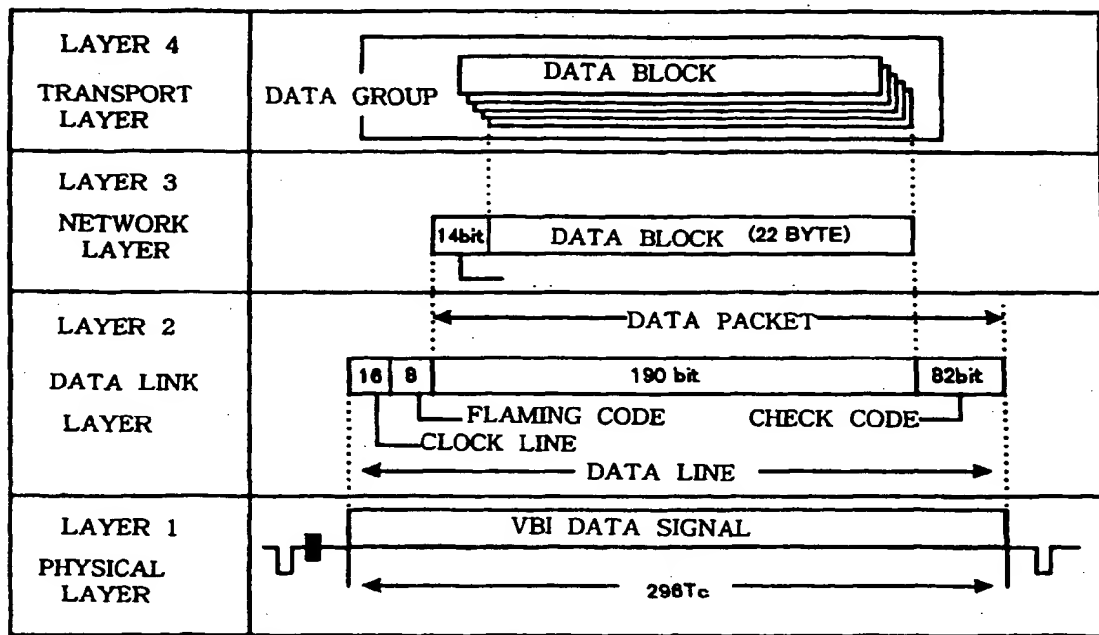 LAYER 4
TRANSPORT
LAYER
DATA GROUP
DATA BLOCK
LAYER 3
NETWORK
LAYER
14bit
DATA BLOCK (22 BYTE)
LAYER 2
DATA LINK
LAYER
DATA PACKET
16 8 190 bit 82bit
FLAMING CODE CHECK CODE
CLOCK LINE
DATA LINE
LAYER 1
PHYSICAL
LAYER
VBI DATA SIGNAL
296Tc